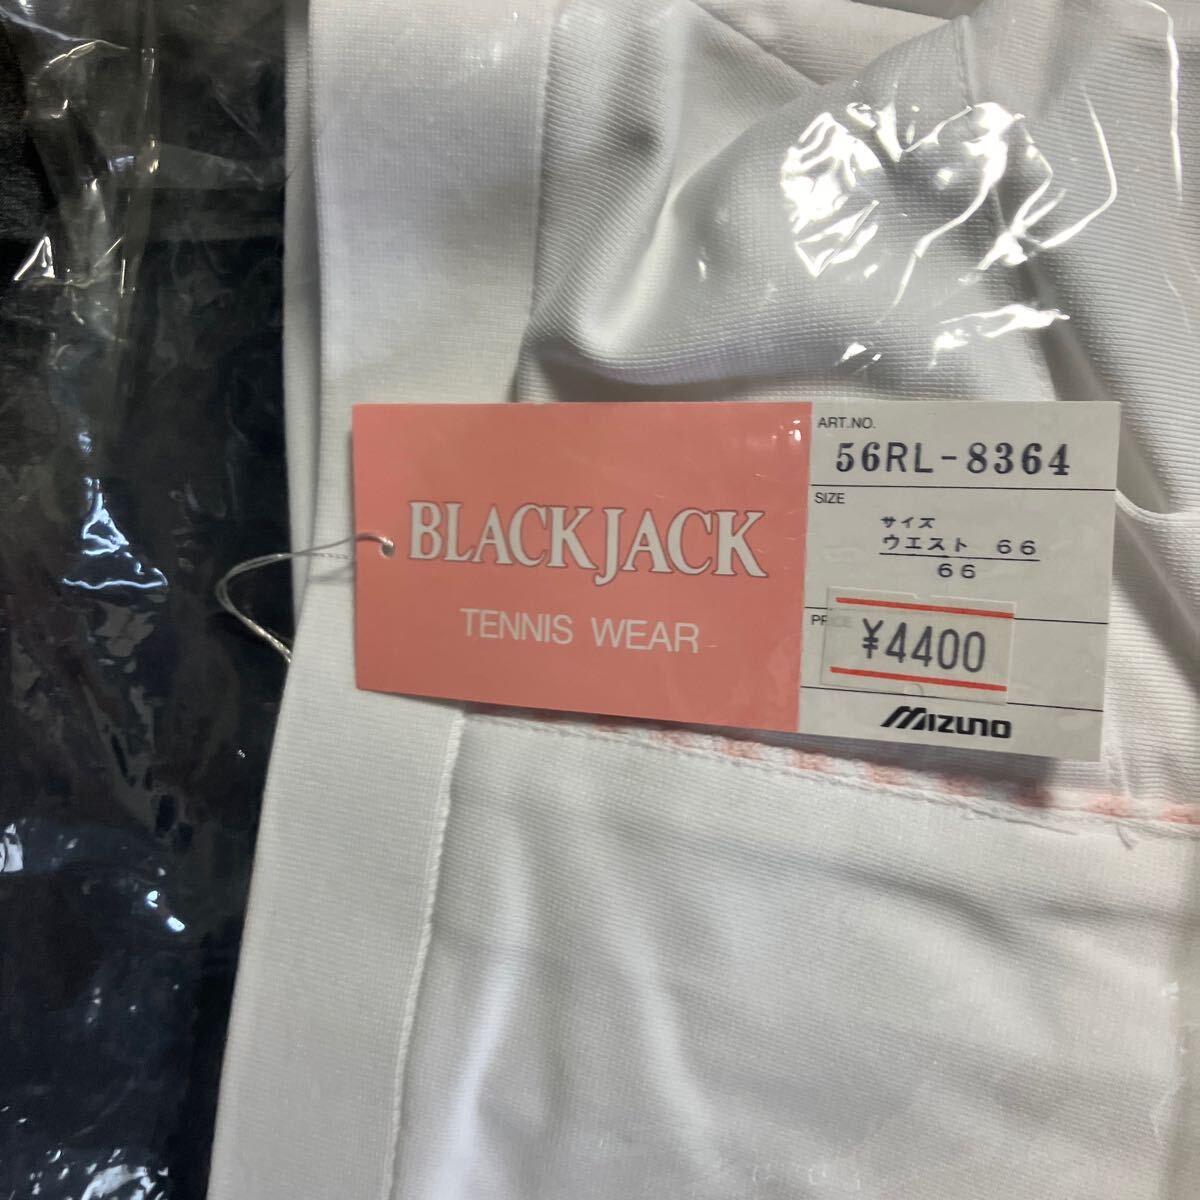 BLACKJACK
TENNIS WEAR
ART.NO.
56RL-8364
SIZE
サイズ
ウエスト 66
66
PRICE
¥4400
MIZUNO